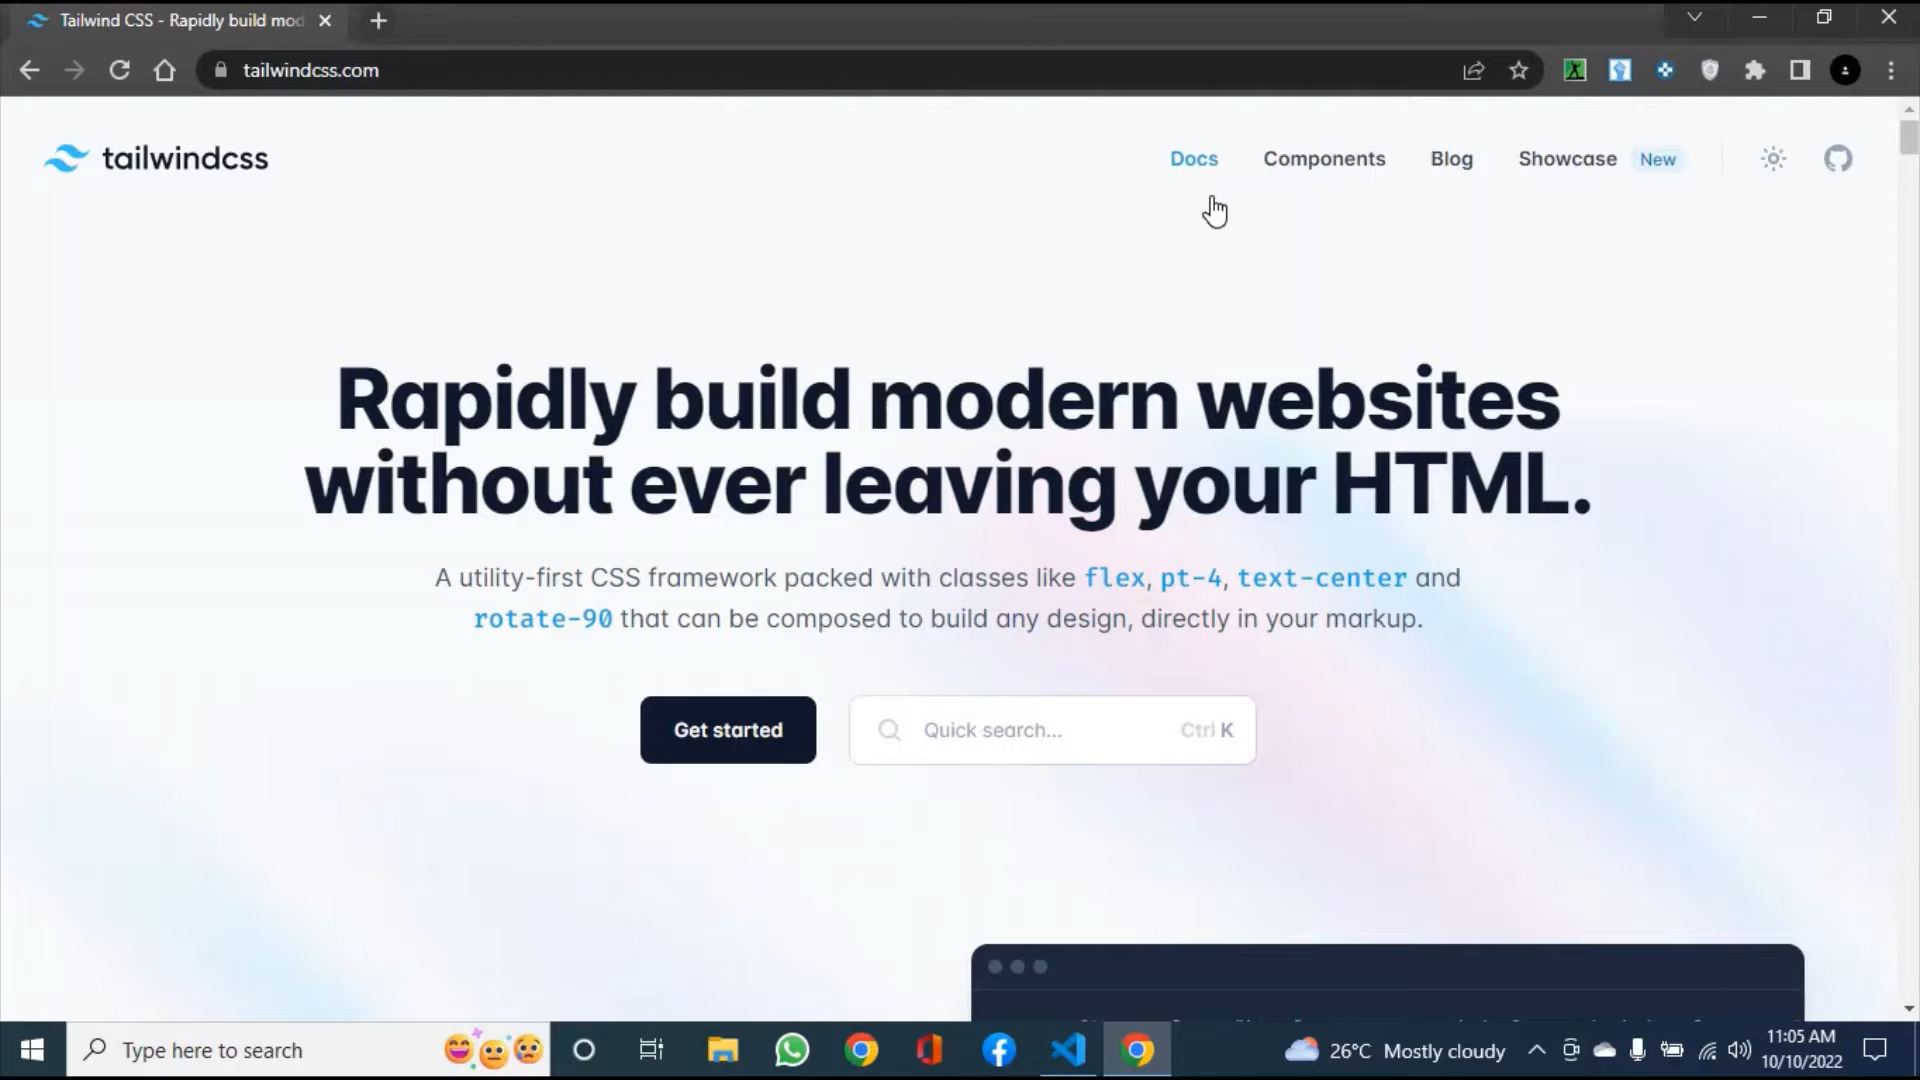 Tailwind CSS - Rapidly build mod
tailwindcss.com
tailwindcss
Docs
Components
Blog
Showcase
New
Rapidly build modern websites
without ever leaving your HTML.
A utility-first CSS framework packed with classes like flex, pt-4, text-center and
rotate-90 that can be composed to build any design, directly in your markup.
Get started
Quick search...
Ctrl K
Type here to search
26°C Mostly cloudy
11:05 AM
10/10/2022